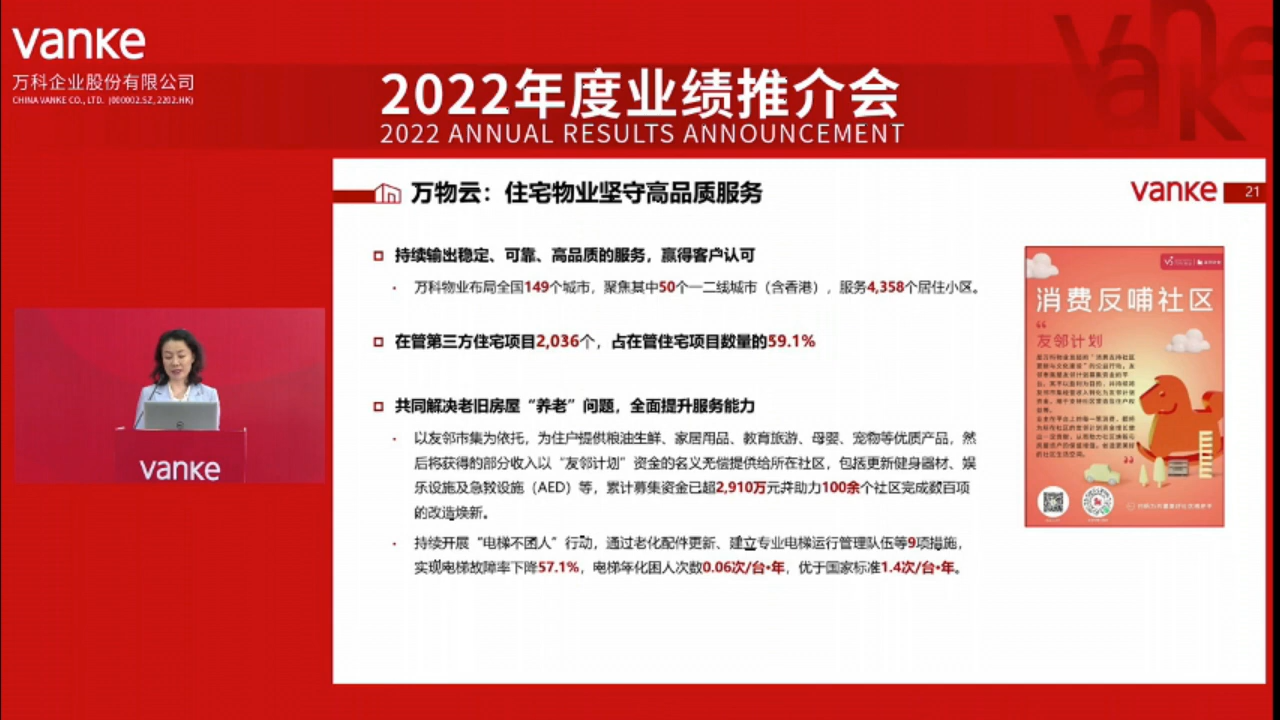 vanke
万科企业股份有限公司
CHINA VANKE CO., LTD. (000002.SZ, 2202.HK)
2022年度业绩推介会
2022 ANNUAL RESULTS ANNOUNCEMENT
万物云：住宅物业坚守高品质服务
vanke
21
持续输出稳定、可靠、高品质的服务，赢得客户认可
万科物业布局全国149个城市，聚焦其中50个一二线城市（含香港），服务4,358个居住小区。
在管第三方住宅项目2,036个，占在管住宅项目数量的59.1%
共同解决老旧房屋“养老”问题，全面提升服务能力
以友邻市集为依托，为住户提供粮油生鲜、家居用品、教育旅游、母婴、宠物等优质产品，然
后将获得的部分收入以“友邻计划”资金的名义无偿提供给所在社区，包括更新健身器材、娱
乐设施及急救设施（AED）等，累计募集资金已超2,910万元并助力100余个社区完成数百项
的改造焕新。
持续开展“电梯不困人”行动，通过老化配件更新、建立专业电梯运行管理队伍等9项措施，
实现电梯故障率下降57.1%，电梯年化困人次数0.06次/台·年，优于国家标准1.4次/台·年。
消费反哺社区
友邻计划
vanke